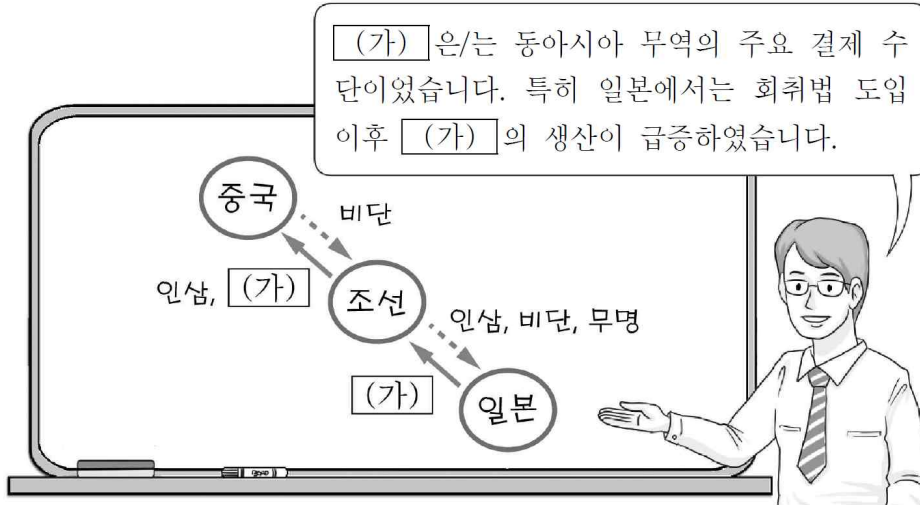 (가) 은/는 동아시아 무역의 주요 결제 수
단이었습니다. 특히 일본에서는 회취법 도입
이후 (가) 의 생산이 급증하였습니다.
중국
비단
인삼, (가)
조선
인삼, 비단, 무명
(가)
일본